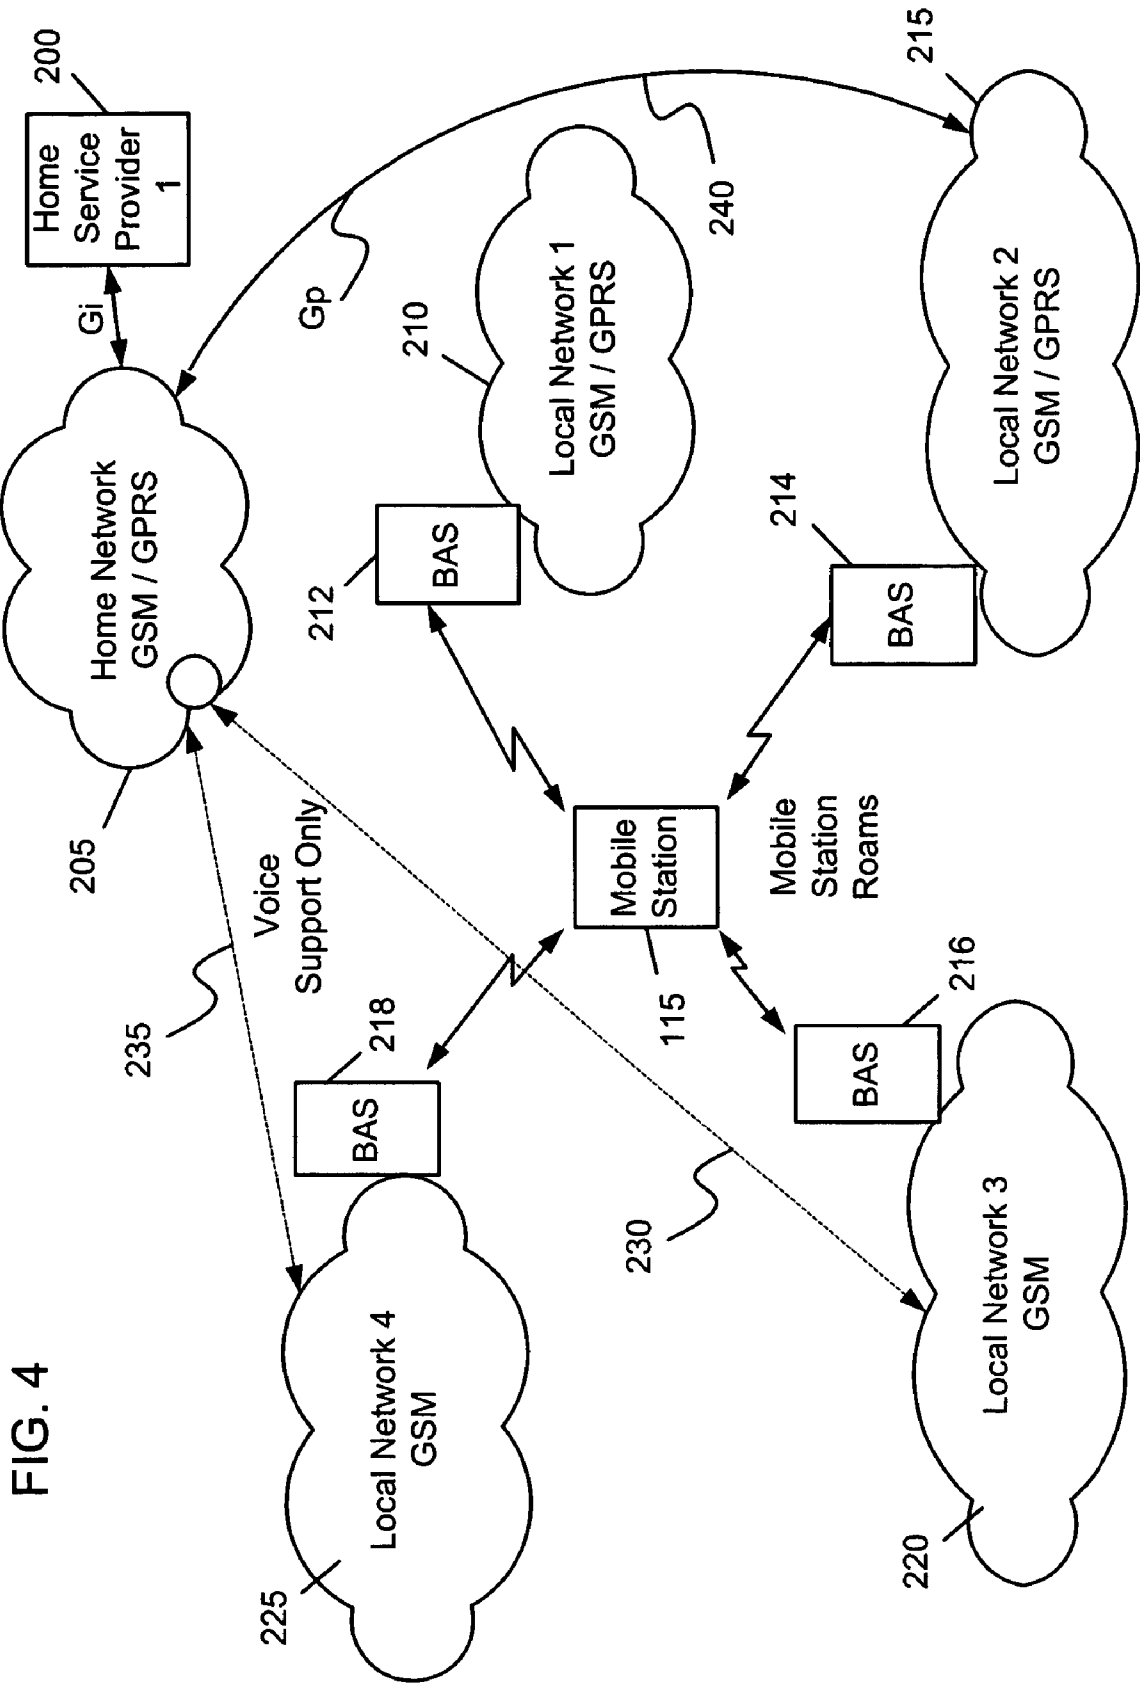 FIG. 4
200
Home
Service
Provider
1
Gi
205
Home Network
GSM / GPRS
Gp
240
215
210
Local Network 1
GSM / GPRS
212
BAS
214
BAS
Local Network 2
GSM / GPRS
235
Voice
Support Only
218
BAS
225
Local Network 4
GSM
Mobile
Station
115
Mobile
Station
Roams
230
216
BAS
220
Local Network 3
GSM